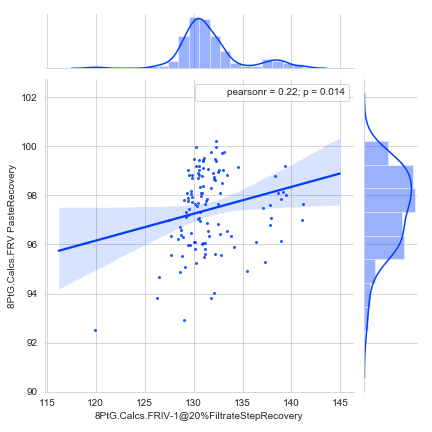 pearsonr = 0.22; p = 0.014
102
100
98
96
94
92
90
8PtG.Calcs.FRV PasteRecovery
115 120 125 130 135 140 145
8PtG.Calcs.FRIV-1@20%FiltrateStepRecovery